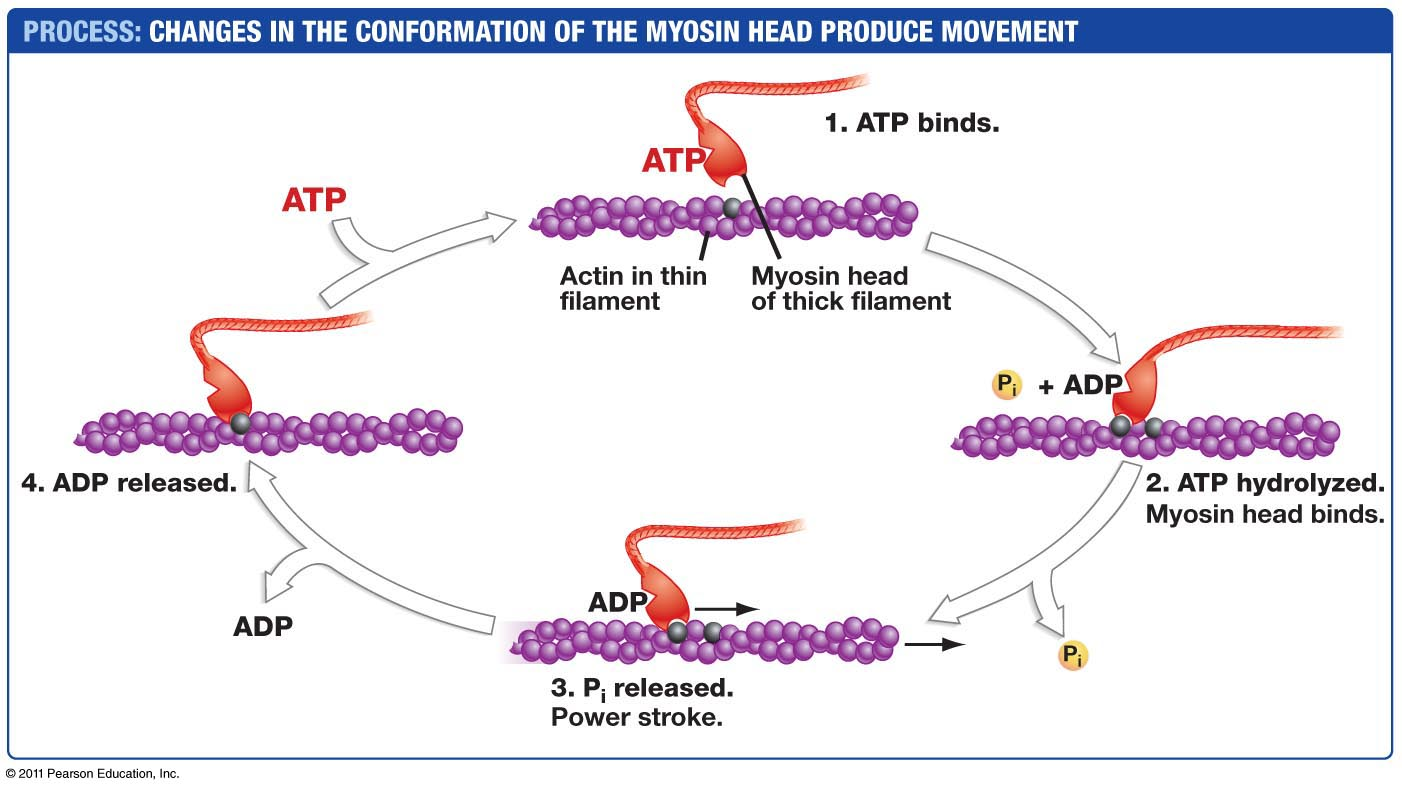 PROCESS: CHANGES IN THE CONFORMATION OF THE MYOSIN HEAD PRODUCE MOVEMENT
1. ATP binds.
ATP
ATP
Actin in thin
filament
Myosin head
of thick filament
Pi + ADP
2. ATP hydrolyzed.
Myosin head binds.
Pi
ADP
3. Pi released.
Power stroke.
4. ADP released.
ADP
© 2011 Pearson Education, Inc.